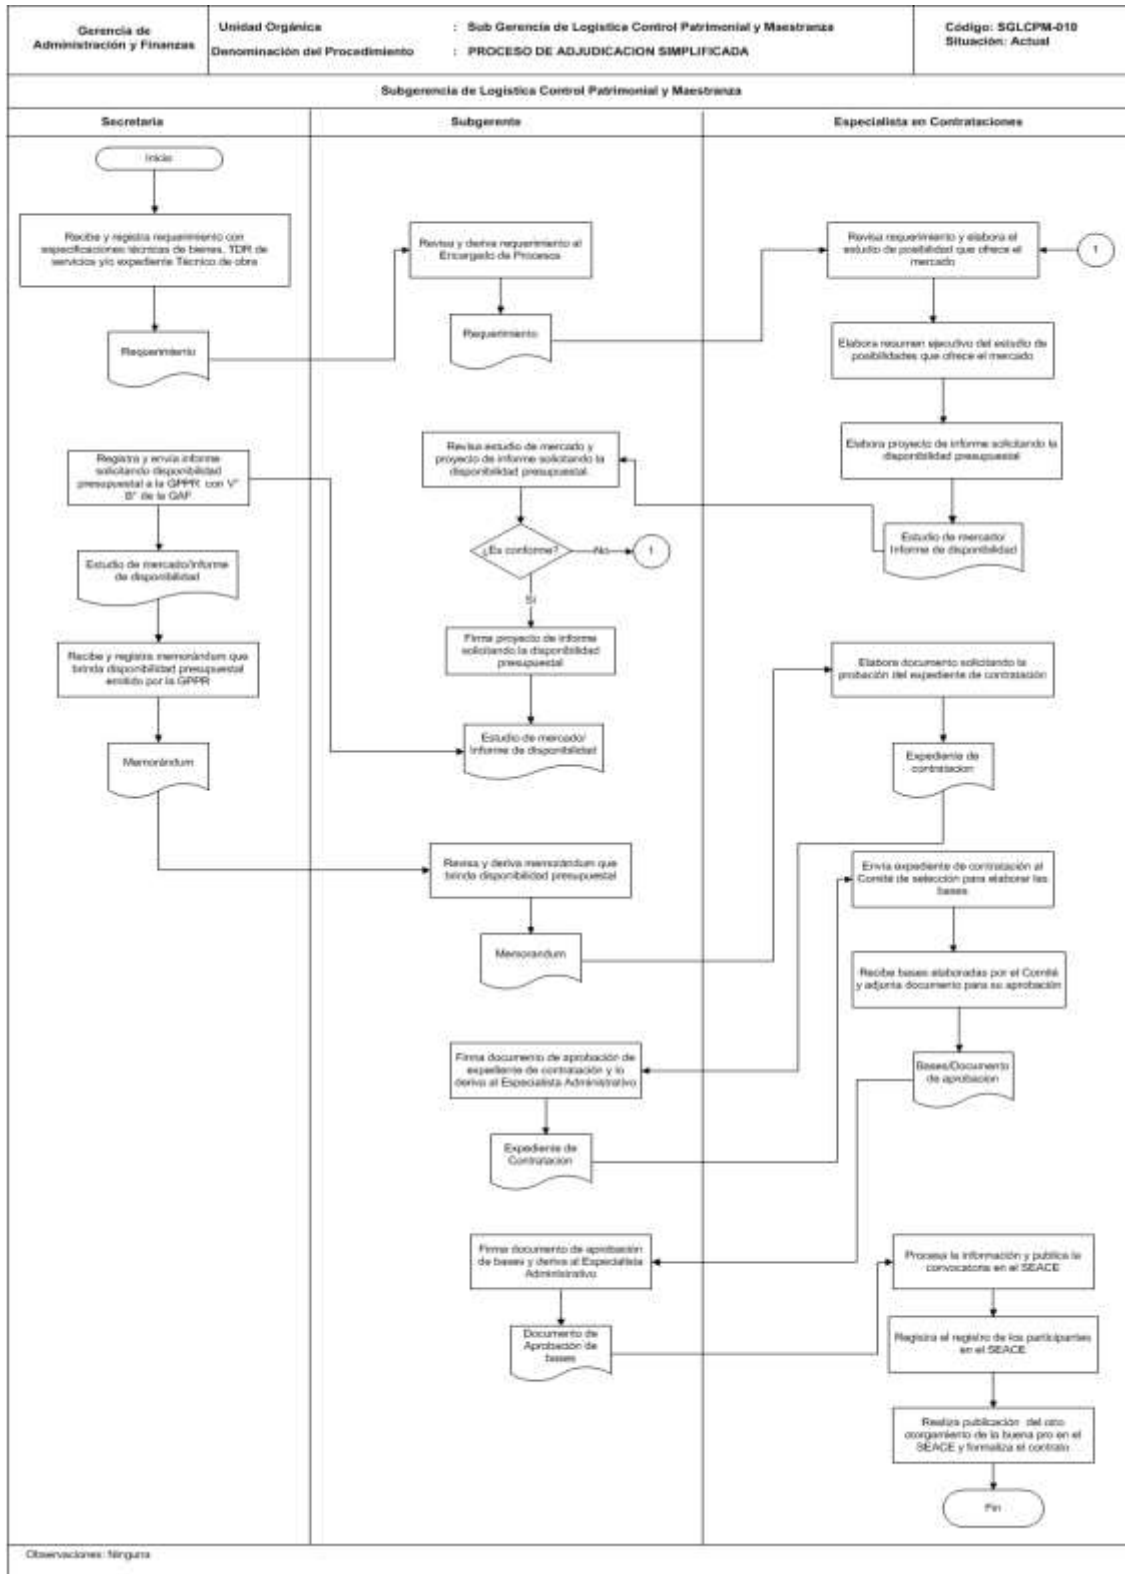 Gerencia de
Administración y Finanzas
Unidad Orgánica : Sub Gerencia de Logística Control Patrimonial y Maestranza
Denominación del Procedimiento : PROCESO DE ADJUDICACION SIMPLIFICADA
Código: SGLCPM-010
Situación: Actual
Subgerencia de Logística Control Patrimonial y Maestranza
Secretaria
Subgerente
Especialista en Contrataciones
Inicio
Recibe y registra requerimiento con
especificaciones técnicas de bienes, TDR de
servicios y/o expediente Técnico de obra
Requerimiento
Revisa y deriva requerimiento al
Encargado de Procesos
Requerimiento
Revisa requerimiento y elabora el
estudio de posibilidad que ofrece el
mercado
1
Elabora resumen ejecutivo del estudio de
posibilidades que ofrece el mercado
Elabora proyecto de informe solicitando la
disponibilidad presupuestal
Estudio de mercado/
Informe de disponibilidad
Revisa estudio de mercado y
proyecto de informe solicitando la
disponibilidad presupuestal
¿Es conforme?
No
1
Si
Firma proyecto de informe
solicitando la disponibilidad
presupuestal
Estudio de mercado/
Informe de disponibilidad
Registra y envía informe
solicitando disponibilidad
presupuestal a la GPPR con V°
B° de la GAF
Estudio de mercado/Informe
de disponibilidad
Recibe y registra memorándum que
brinda disponibilidad presupuestal
emitido por la GPPR
Memorándum
Revisa y deriva memorándum que
brinda disponibilidad presupuestal
Memorandum
Elabora documento solicitando la
probación del expediente de contratación
Expediente de
contratacion
Firma documento de aprobación de
expediente de contratación y lo
deriva al Especialista Administrativo
Expediente de
Contratacion
Envía expediente de contratación al
Comité de selección para elaborar las
bases
Recibe bases elaboradas por el Comité
y adjunta documento para su aprobación
Bases/Documento
de aprobacion
Firma documento de aprobación
de bases y deriva al Especialista
Administrativo
Documento de
Aprobación de
bases
Procesa la información y publica la
convocatoria en el SEACE
Registra el registro de los participantes
en el SEACE
Realiza publicación del
otorgamiento de la buena pro en el
SEACE y formaliza el contrato
Fin
Observaciones: Ninguna